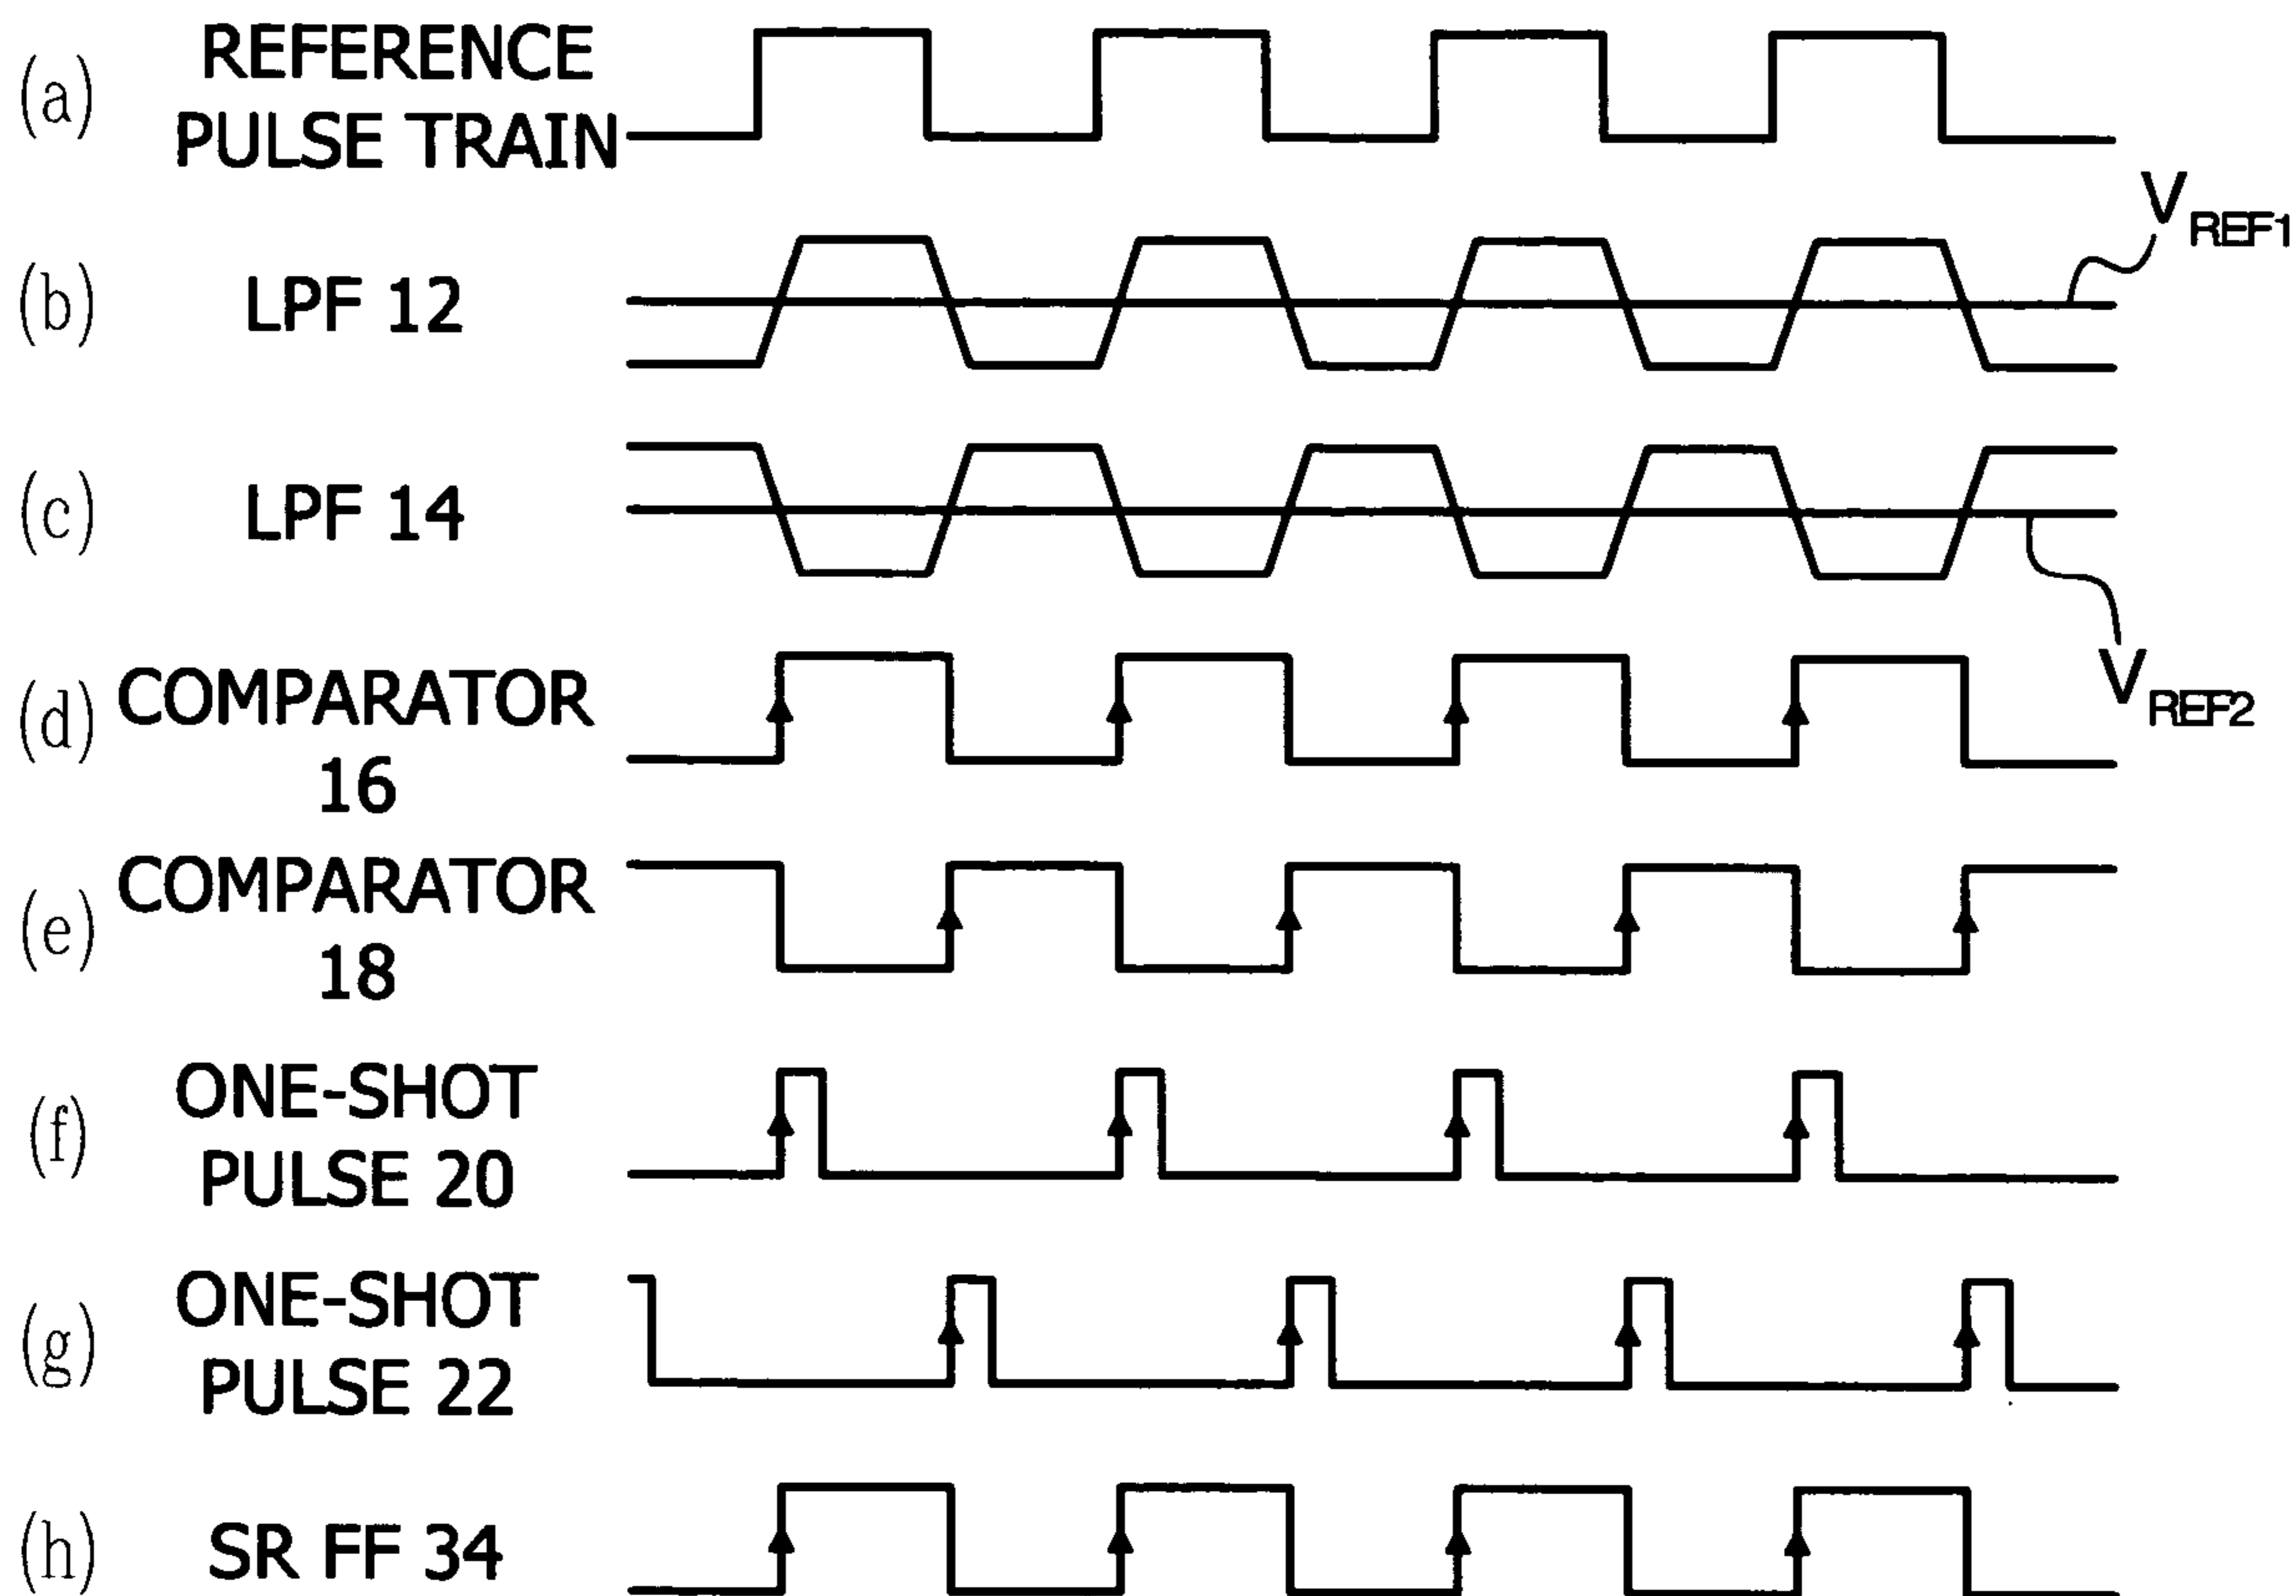 (a) REFERENCE
PULSE TRAIN
V REF1
(b) LPF 12
(c) LPF 14
(d) COMPARATOR
16
V REF2
(e) COMPARATOR
18
(f) ONE-SHOT
PULSE 20
(g) ONE-SHOT
PULSE 22
(h) SR FF 34